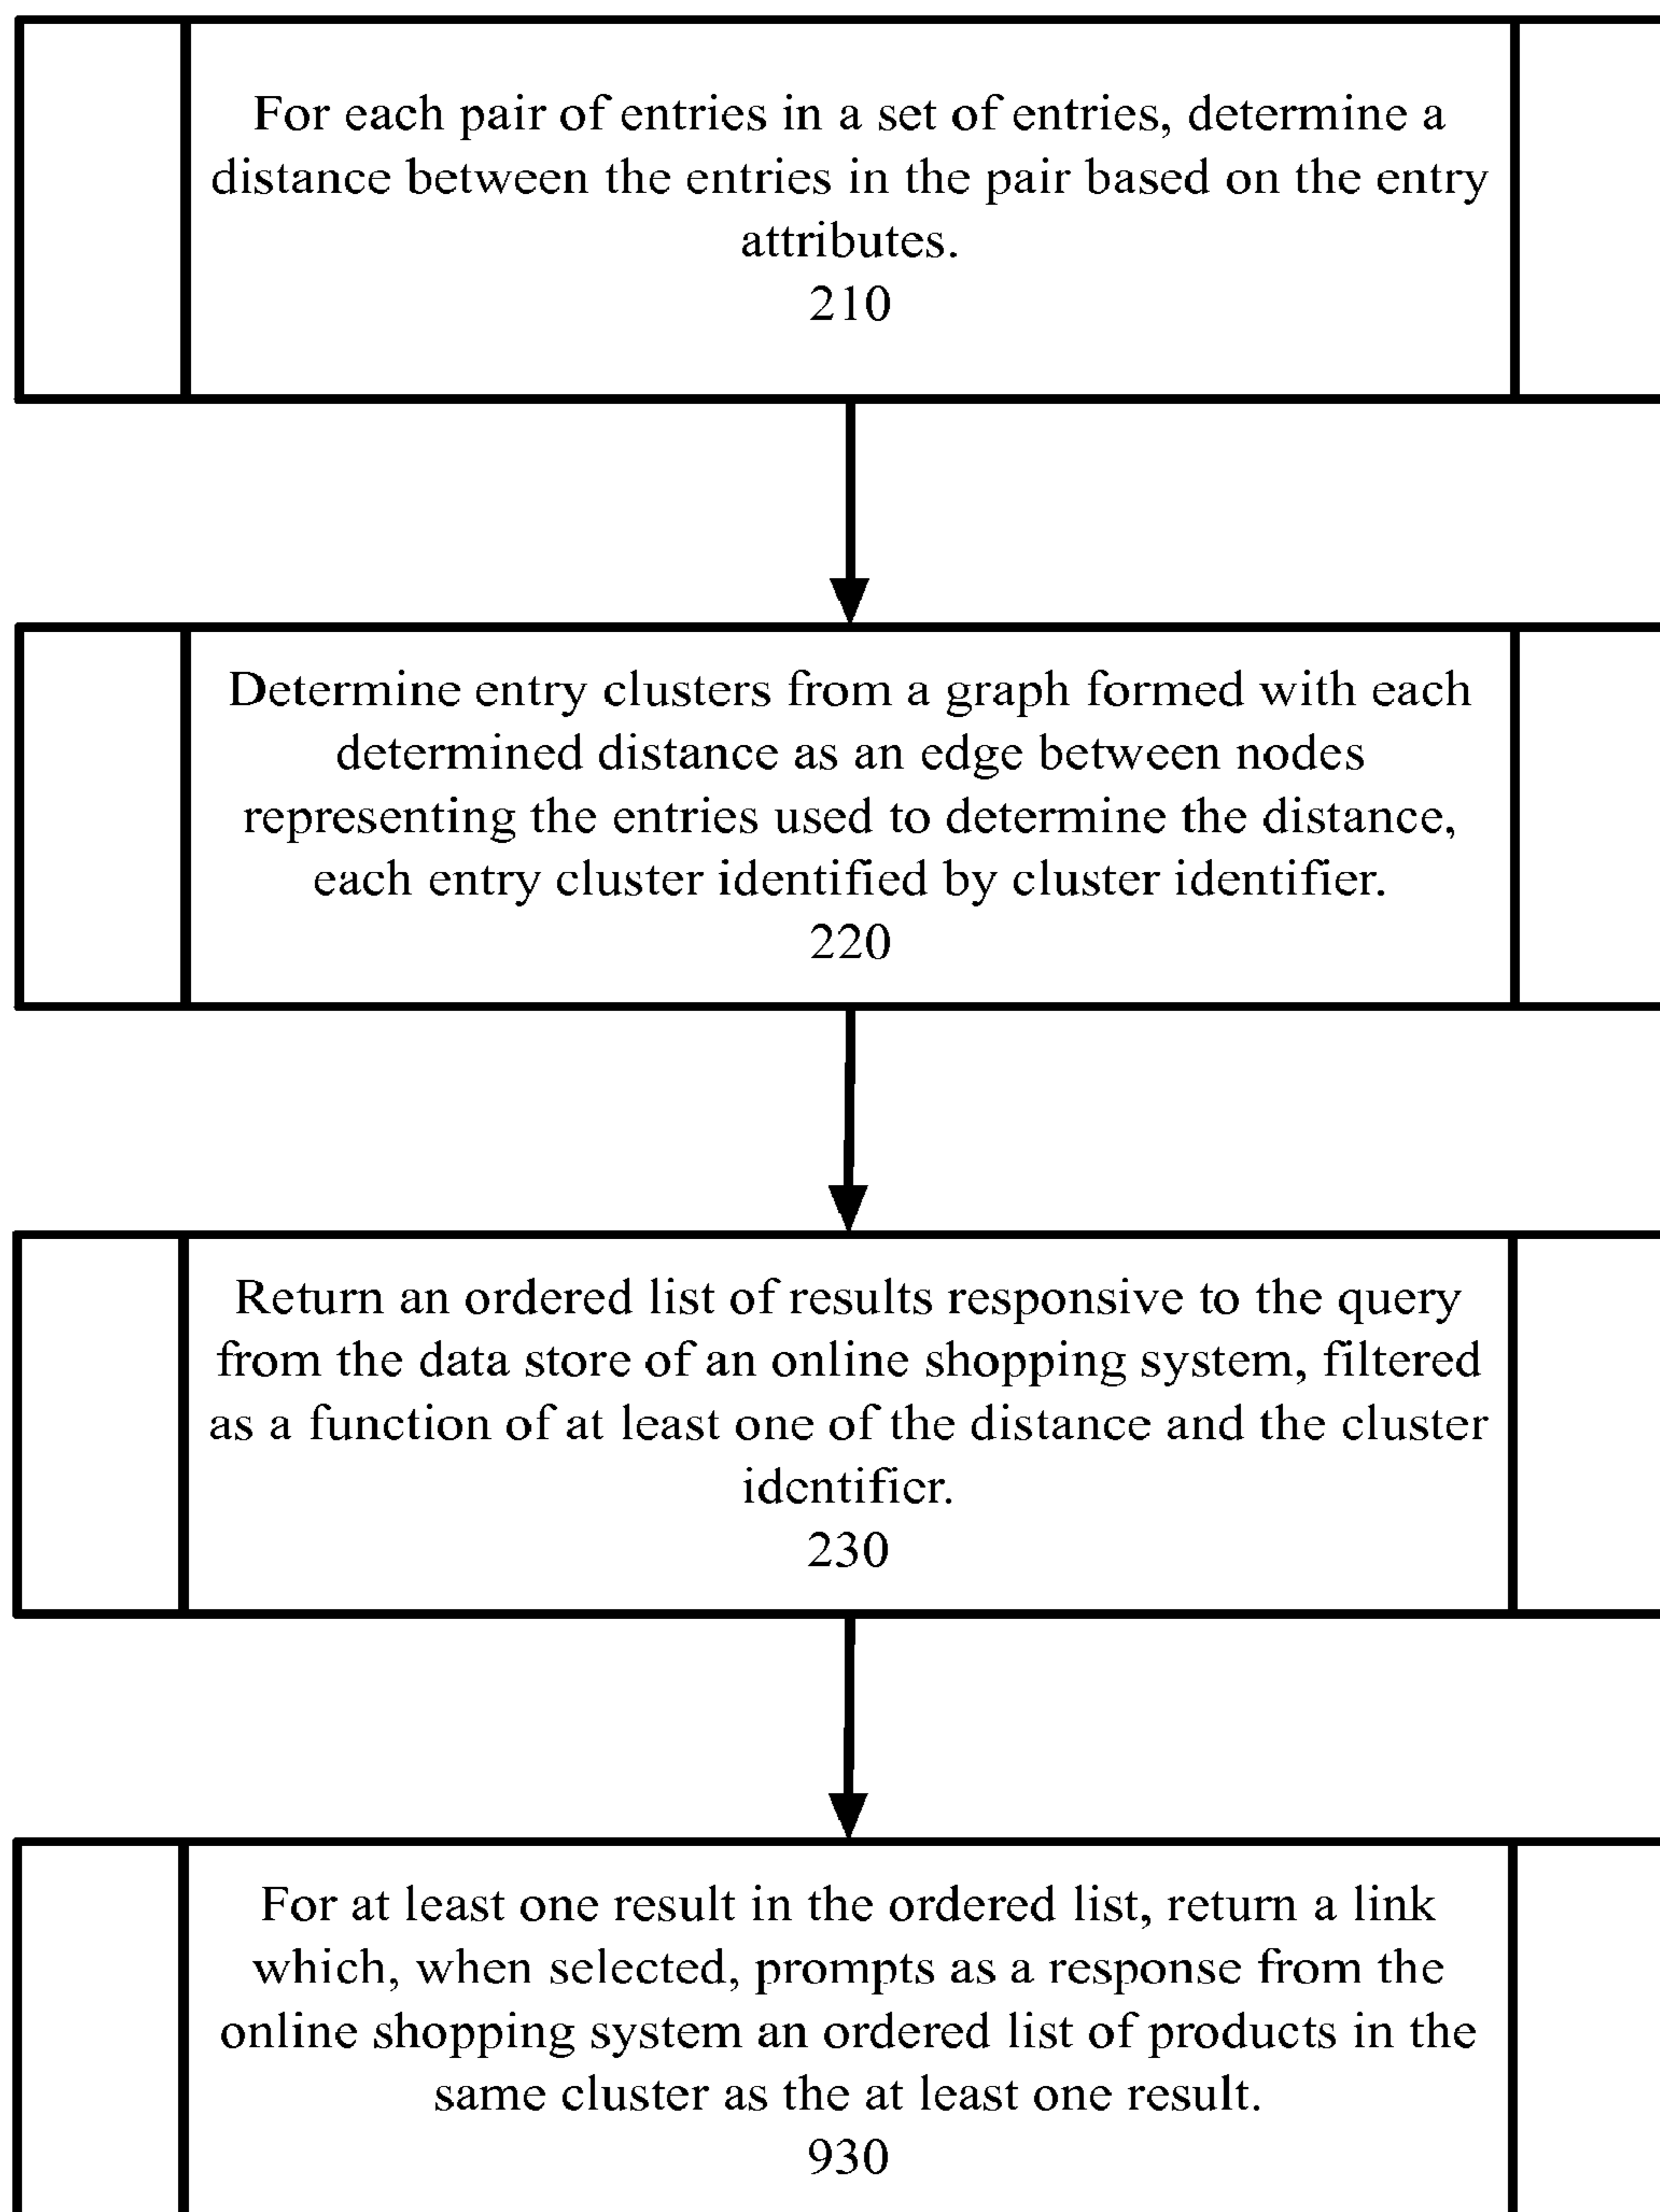 For each pair of entries in a set of entries, determine a
distance between the entries in the pair based on the entry
attributes.
210
Determine entry clusters from a graph formed with each
determined distance as an edge between nodes
representing the entries used to determine the distance,
each entry cluster identified by cluster identifier.
220
Return an ordered list of results responsive to the query
from the data store of an online shopping system, filtered
as a function of at least one of the distance and the cluster
identifier.
230
For at least one result in the ordered list, return a link
which, when selected, prompts as a response from the
online shopping system an ordered list of products in the
same cluster as the at least one result.
930